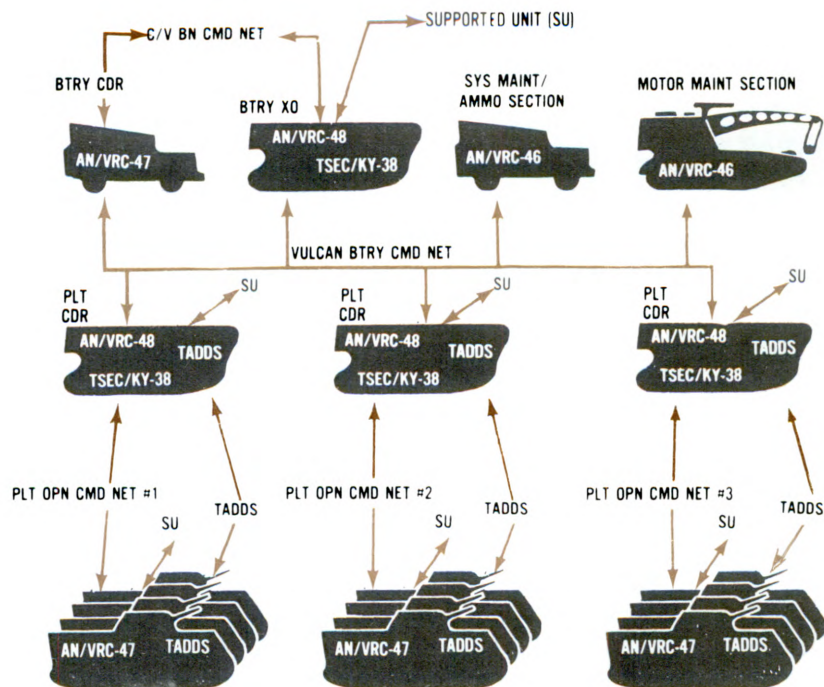 SUPPORTED UNIT (SU)
C/V BN CMD NET
BTRY CDR
BTRY XO
SYS MAINT/
AMMO SECTION
MOTOR MAINT SECTION
AN/VRC-47
AN/VRC-48
TSEC/KY-38
AN/VRC-46
AN/VRC-46
VULCAN BTRY CMD NET
PLT
CDR
SU
AN/VRC-48
TADDS
TSEC/KY-38
PLT
CDR
SU
AN/VRC-48
TADDS
TSEC/KY-38
PLT
CDR
SU
AN/VRC-48
TADDS
TSEC/KY-38
PLT OPN CMD NET #1
SU
TADDS
PLT OPN CMD NET #2
SU
TADDS
PLT OPN CMD NET #3
SU
TADDS
AN/VRC-47
TADDS
AN/VRC-47
TADDS
AN/VRC-47
TADDS